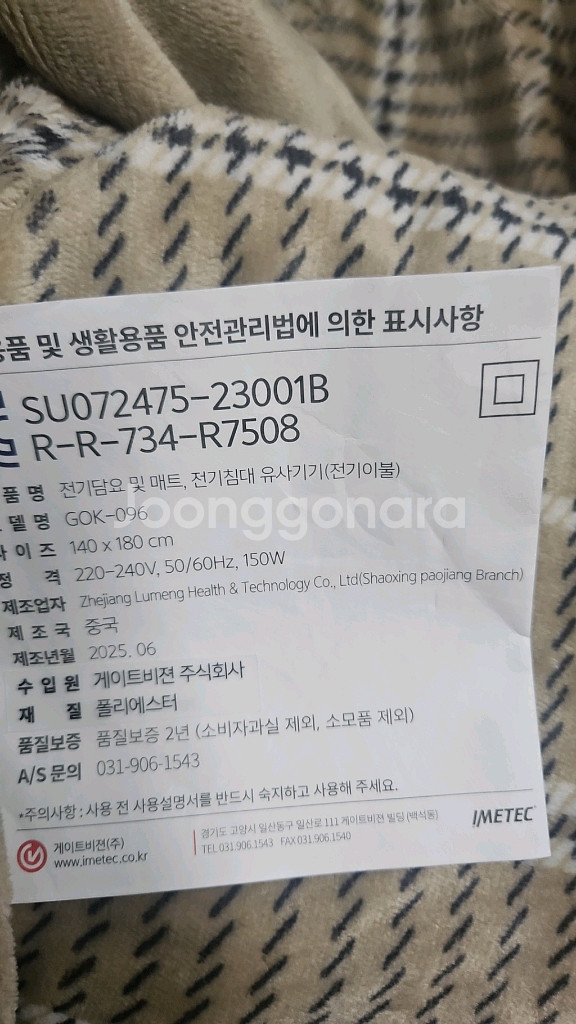 용품 및 생활용품 안전관리법에 의한 표시사항
SU072475-23001B
R-R-734-R7508
품 명 전기담요 및 매트, 전기침대 유사기기(전기이불)
델명 GOK-096
이 즈 140 x 180 cm
격 220-240V, 50/60Hz, 150W
제조업자 Zhejiang Lumeng Health & Technology Co., Ltd(Shaoxing paojiang Branch)
제 조 국 중국
제조년월 2025. 06
수 입 원 게이트비젼 주식회사
재 질 폴리에스터
품질보증 품질보증 2년 (소비자과실 제외, 소모품 제외)
A/S 문의 031-906-1543
*주의사항 : 사용 전 사용설명서를 반드시 숙지하고 사용해 주세요.
게이트비젼(주)
www.imetec.co.kr
경기도 고양시 일산동구 일산로 111 게이트비젼 빌딩 (백석동)
TEL 031.906.1543 FAX 031.906.1540
IMETEC
Joonggonara